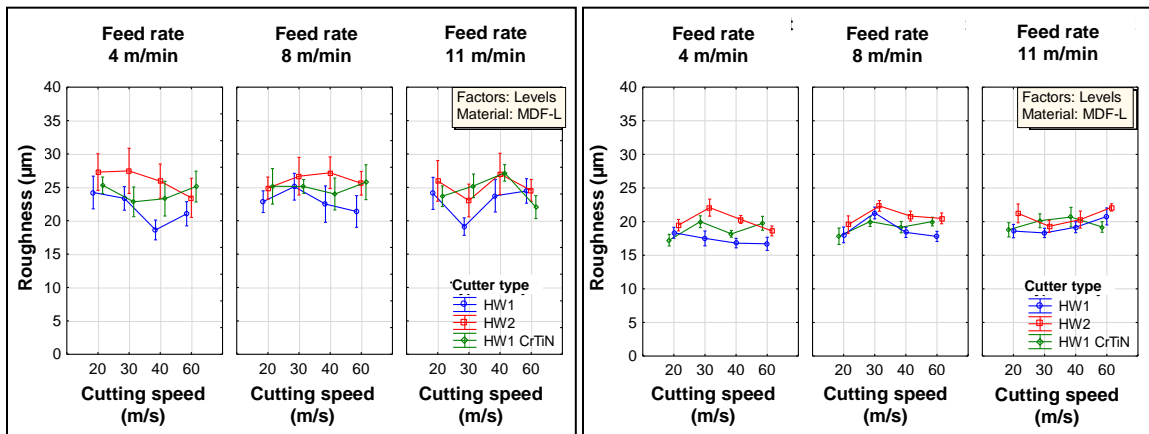 Feed rate
4 m/min
Feed rate
8 m/min
Feed rate
11 m/min
Factors: Levels
Material: MDF-L
Roughness (µm)
40
35
30
25
20
15
10
5
0
Cutter type
HW1
HW2
HW1 CrTiN
20 30 40 60
20 30 40 60
20 30 40 60
Cutting speed
(m/s)
Cutting speed
(m/s)
Cutting speed
(m/s)
Feed rate
4 m/min
Feed rate
8 m/min
Feed rate
11 m/min
Factors: Levels
Material: MDF-L
Roughness (µm)
40
35
30
25
20
15
10
5
0
Cutter type
HW1
HW2
HW1 CrTiN
20 30 40 60
20 30 40 60
20 30 40 60
Cutting speed
(m/s)
Cutting speed
(m/s)
Cutting speed
(m/s)